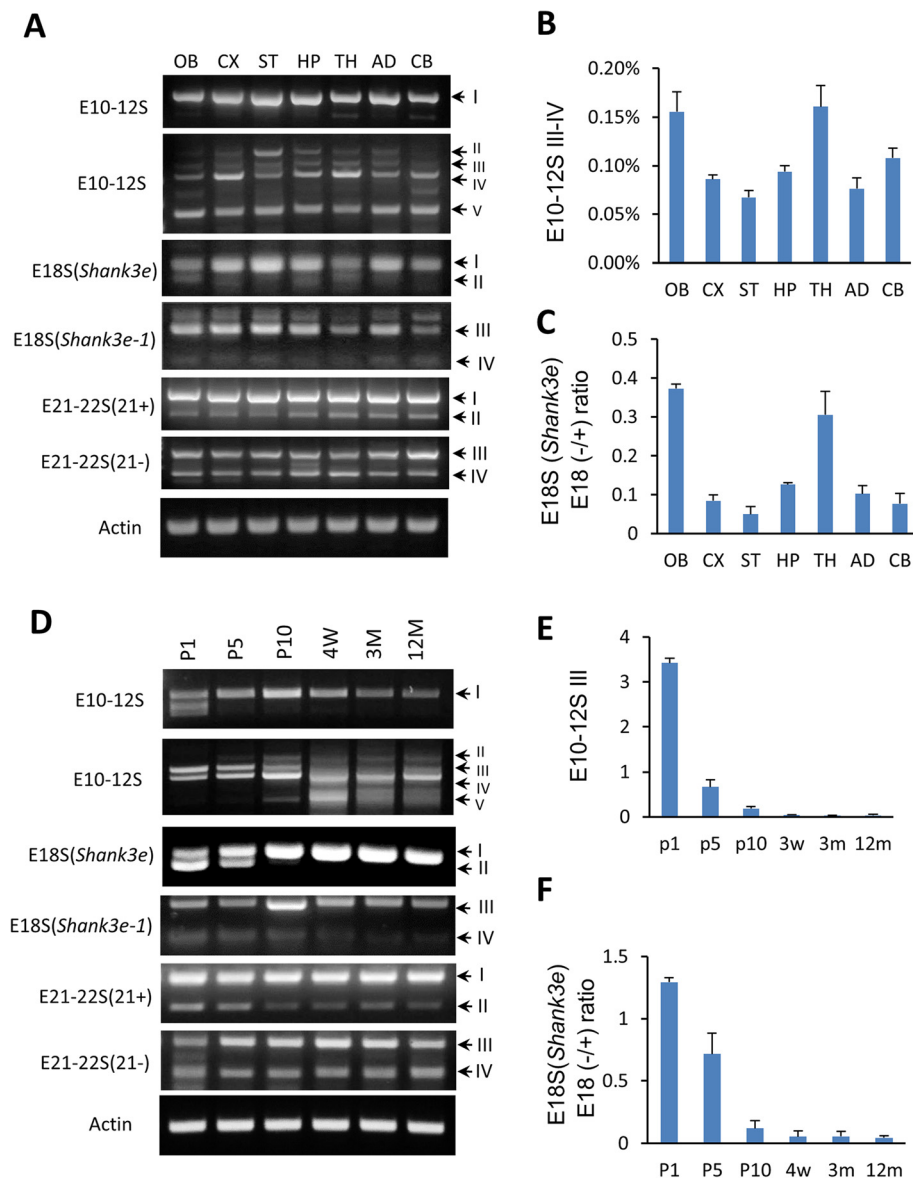 A
OB CX ST HP TH AD CB
E10-12S
I
E10-12S
II
III
IV
V
E18S(Shank3e)
I
II
E18S(Shank3e-1)
III
IV
E21-22S(21+)
I
II
E21-22S(21-)
III
IV
Actin
B
E10-12S III-IV
0.20%
0.15%
0.10%
0.05%
0.00%
OB CX ST HP TH AD CB
C
E18S (Shank3e)
E18 (-/+) ratio
0.5
0.4
0.3
0.2
0.1
0
OB CX ST HP TH AD CB
D
P1 P5 P10 4W 3M 12M
E10-12S
I
E10-12S
II
III
IV
V
E18S(Shank3e)
I
II
E18S(Shank3e-1)
III
IV
E21-22S(21+)
I
II
E21-22S(21-)
III
IV
Actin
E
E10-12S III
4
3
2
1
0
p1 p5 p10 3w 3m 12m
F
E18S(Shank3e)
E18 (-/+) ratio
1.5
1
0.5
0
P1 P5 P10 4w 3m 12m